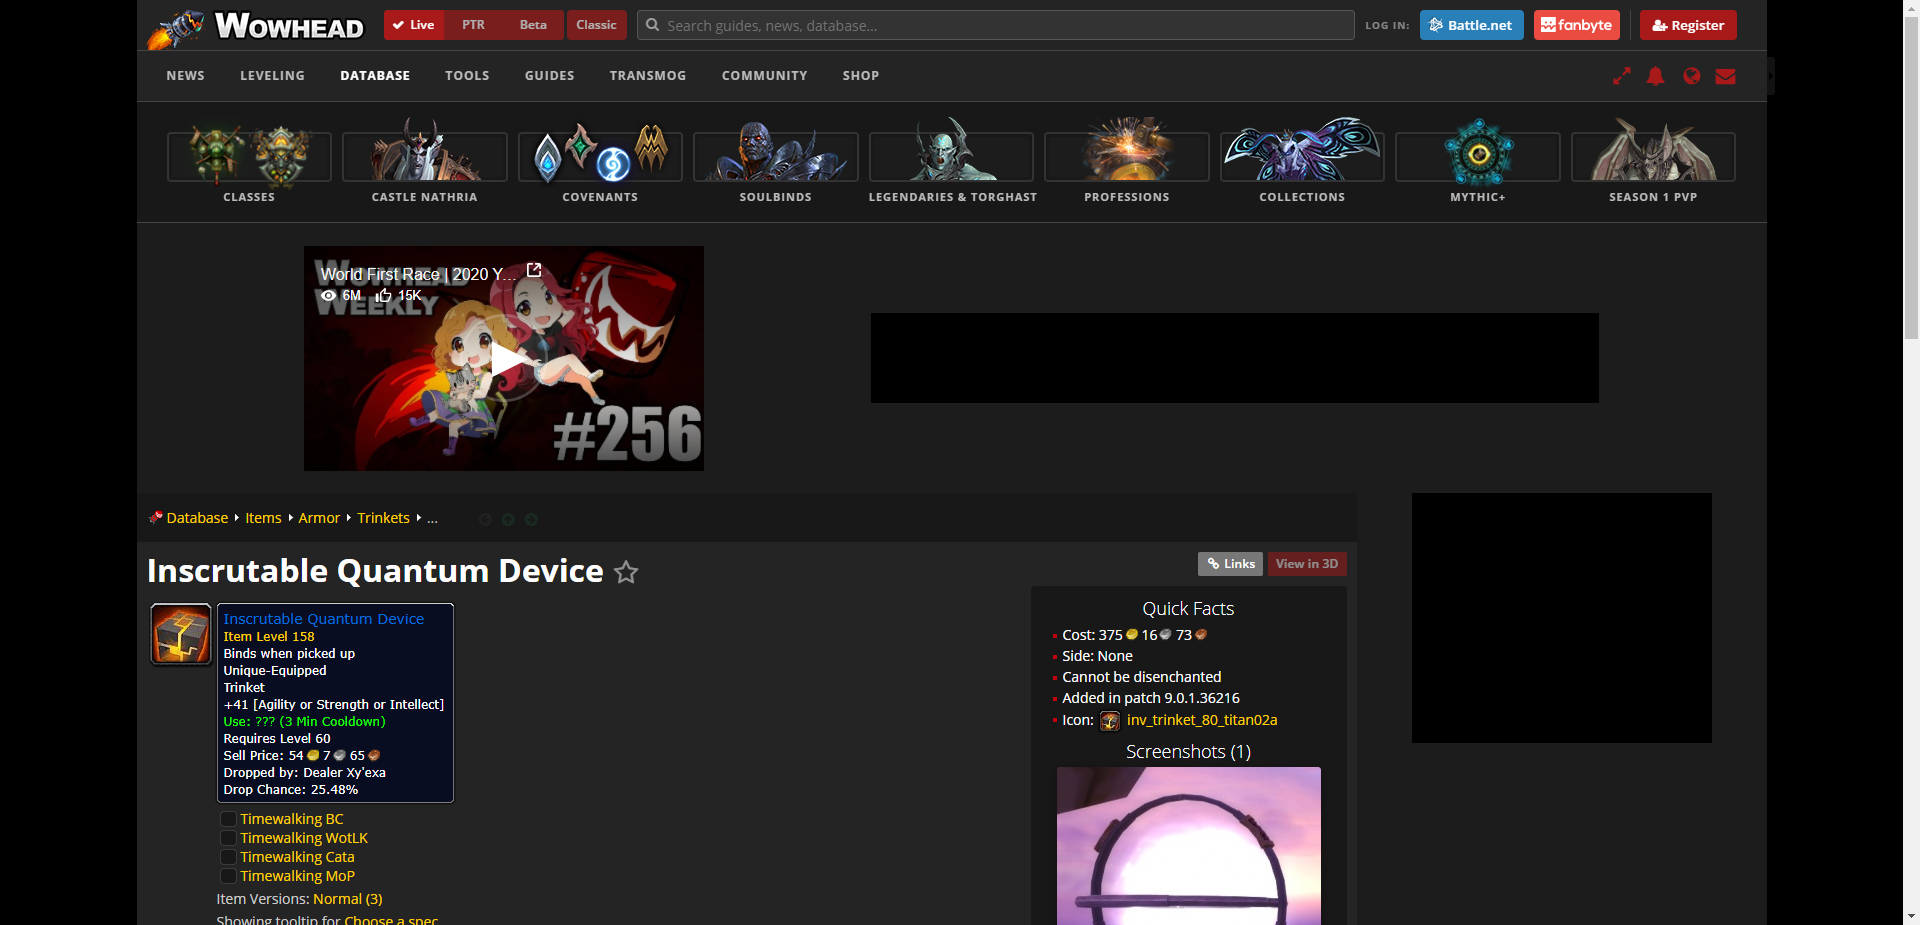 WOWHEAD
Live
PTR
Beta
Classic
Search guides, news, database...
LOG IN:
Battle.net
fanbyte
Register
NEWS
LEVELING
DATABASE
TOOLS
GUIDES
TRANSMOG
COMMUNITY
SHOP
CLASSES
CASTLE NATHRIA
COVENANTS
SOULBINDS
LEGENDARIES & TORGHAST
PROFESSIONS
COLLECTIONS
MYTHIC+
SEASON 1 PVP
World First Race | 2020 Y...
6M
15K
WOWHEAD
WEEKLY
#256
Database
Items
Armor
Trinkets
...
Inscrutable Quantum Device
Links
View in 3D
Inscrutable Quantum Device
Item Level 158
Binds when picked up
Unique-Equipped
Trinket
+41 [Agility or Strength or Intellect]
Use: ??? (3 Min Cooldown)
Requires Level 60
Sell Price: 54 7 65
Dropped by: Dealer Xy'exa
Drop Chance: 25.48%
Timewalking BC
Timewalking WotLK
Timewalking Cata
Timewalking MoP
Item Versions: Normal (3)
Showing tooltip for Choose a spec
Quick Facts
Cost: 375 16 73
Side: None
Cannot be disenchanted
Added in patch 9.0.1.36216
Icon: inv_trinket_80_titan02a
Screenshots (1)